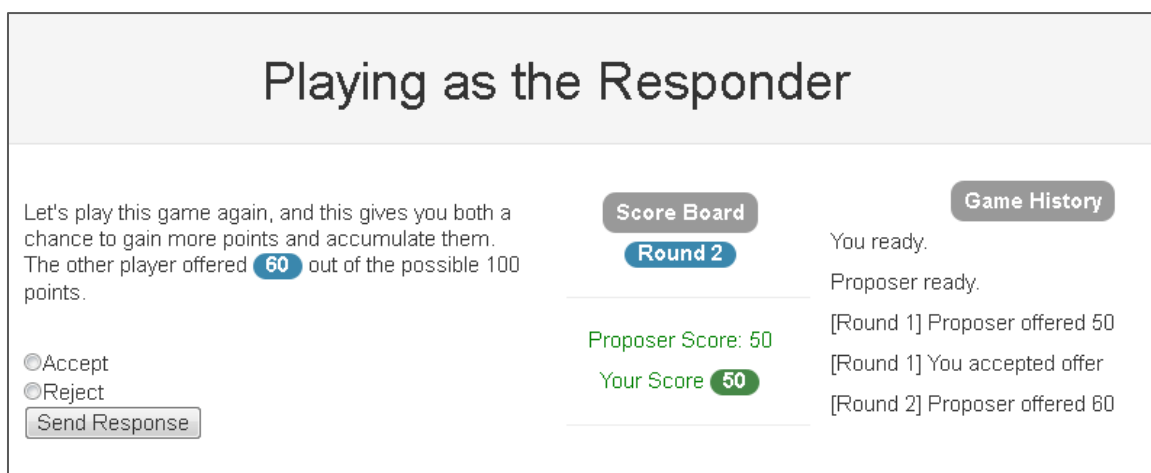 Playing as the Responder
Let's play this game again, and this gives you both a
chance to gain more points and accumulate them.
The other player offered 60 out of the possible 100
points.
Accept
Reject
Send Response
Score Board
Round 2
Proposer Score: 50
Your Score 50
Game History
You ready.
Proposer ready.
[Round 1] Proposer offered 50
[Round 1] You accepted offer
[Round 2] Proposer offered 60